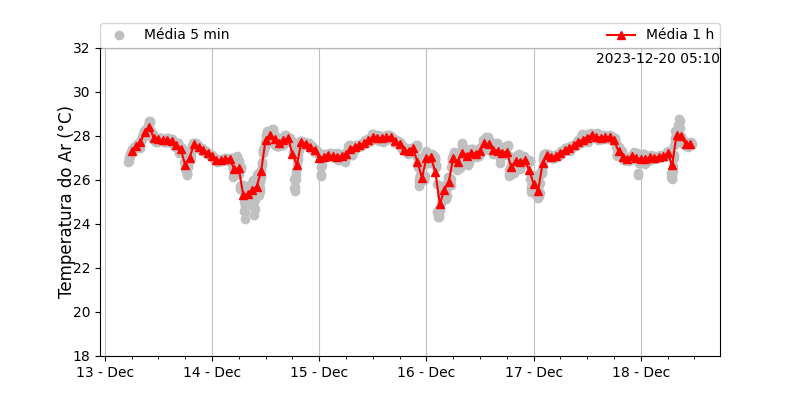 Média 5 min
Média 1 h
2023-12-20 05:10
Temperatura do Ar (°C)
32
30
28
26
24
22
20
18
13 - Dec
14 - Dec
15 - Dec
16 - Dec
17 - Dec
18 - Dec